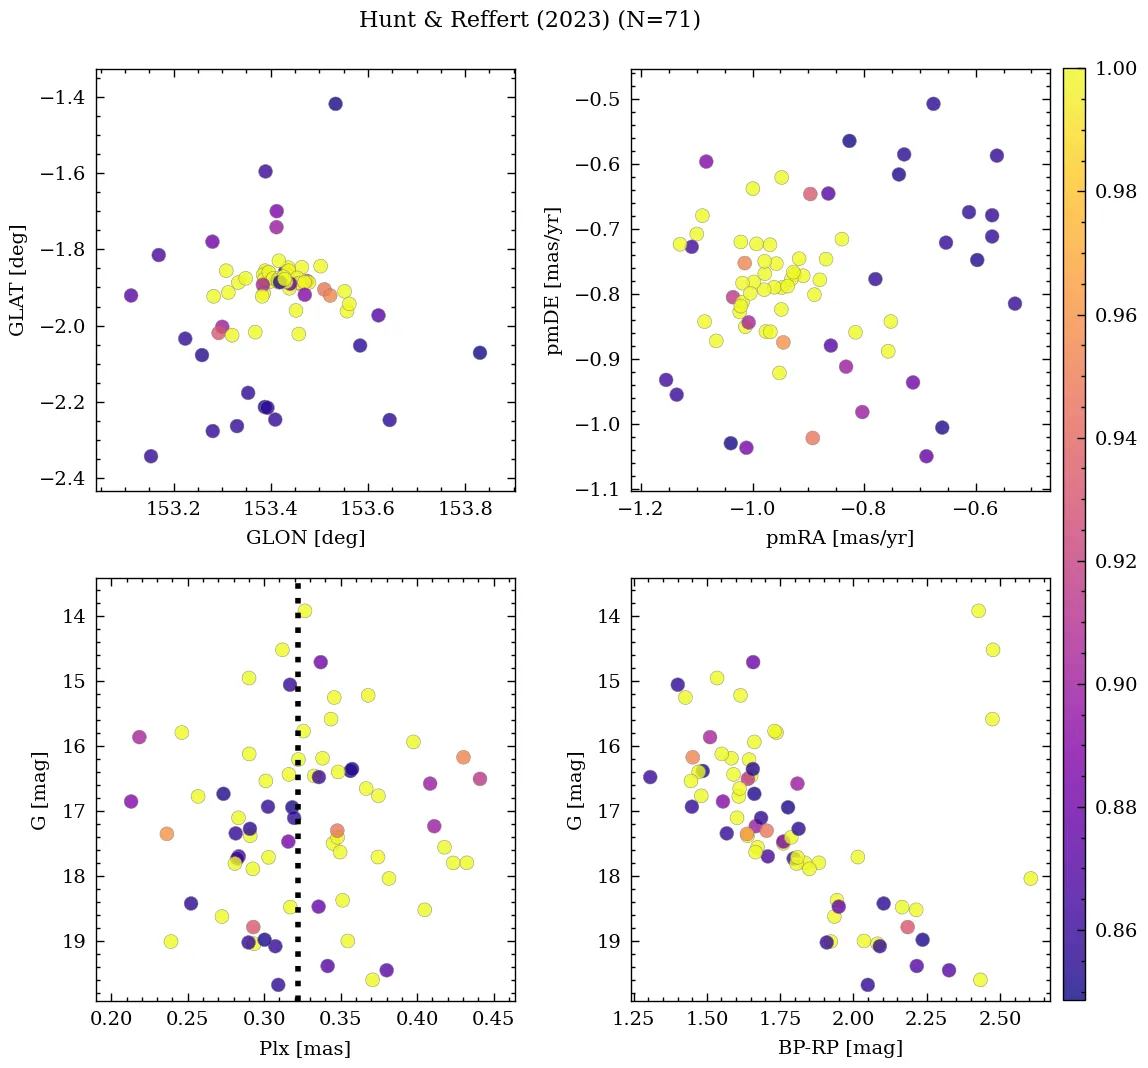 Hunt & Reffert (2023) (N=71)
−1.4
−1.6
−1.8
−2.0
−2.2
−2.4
GLAT [deg]
153.2 153.4 153.6 153.8
GLON [deg]
−0.5
−0.6
−0.7
−0.8
−0.9
−1.0
−1.1
pmDE [mas/yr]
−1.2 −1.0 −0.8 −0.6
pmRA [mas/yr]
14
15
16
17
18
19
G [mag]
0.20 0.25 0.30 0.35 0.40 0.45
Plx [mas]
14
15
16
17
18
19
G [mag]
1.25 1.50 1.75 2.00 2.25 2.50
BP-RP [mag]
1.00
0.98
0.96
0.94
0.92
0.90
0.88
0.86